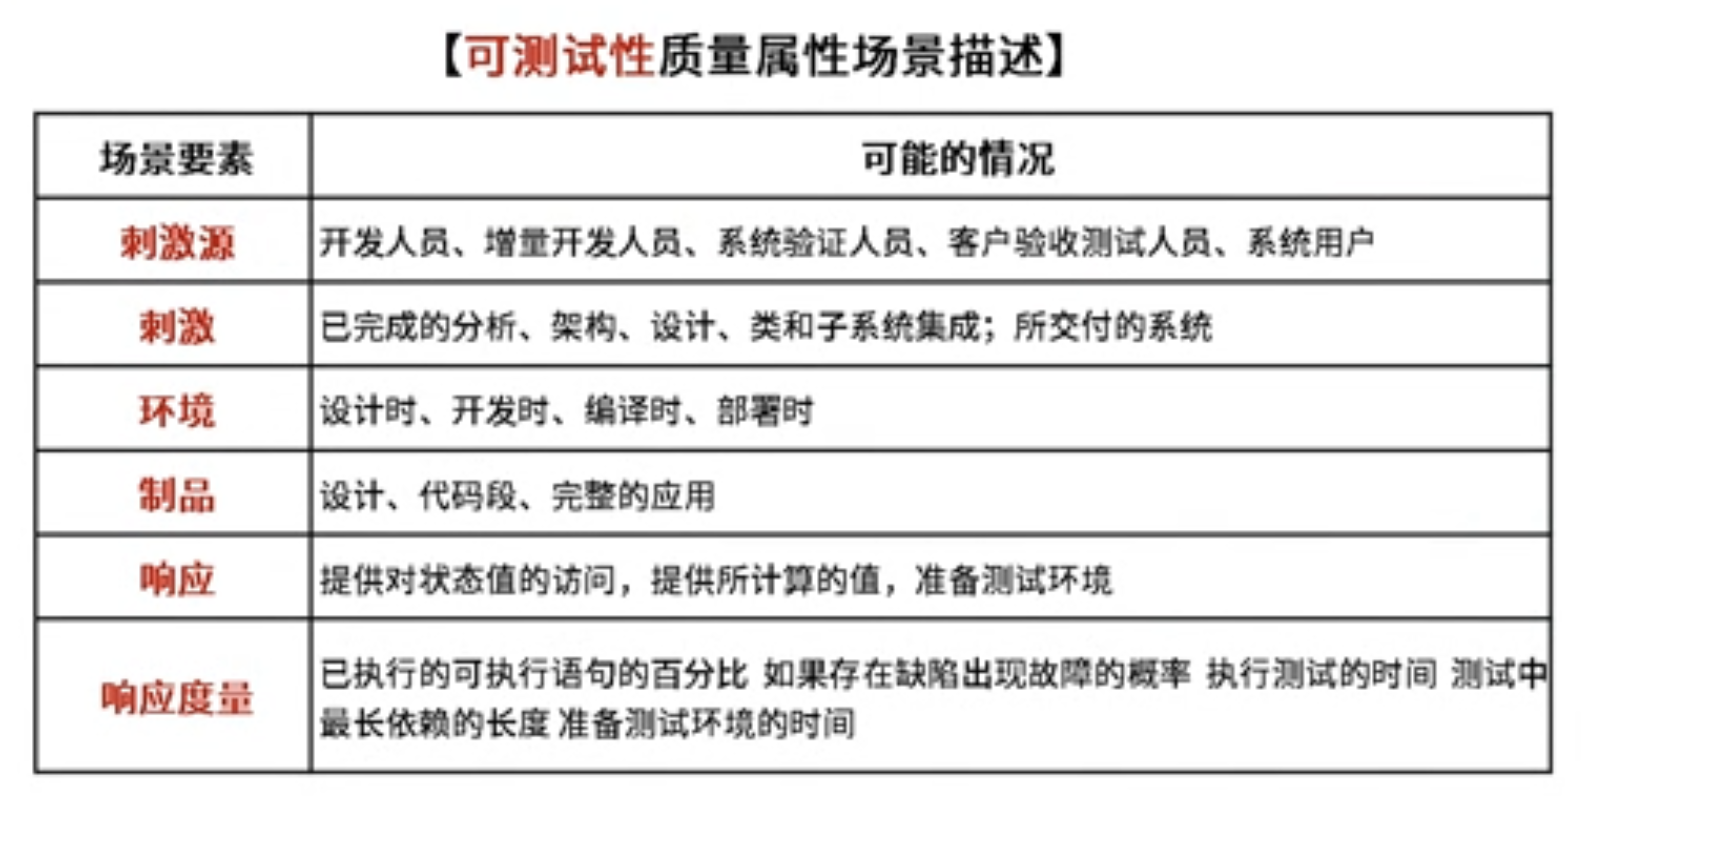 【可测试性质量属性场景描述】
场景要素 可能的情况
刺激源 开发人员、增量开发人员、系统验证人员、客户验收测试人员、系统用户
刺激 已完成的分析、架构、设计、类和子系统集成；所交付的系统
环境 设计时、开发时、编译时、部署时
制品 设计、代码段、完整的应用
响应 提供对状态值的访问，提供所计算的值，准备测试环境
响应度量 已执行的可执行语句的百分比 如果存在缺陷出现故障的概率 执行测试的时间 测试中
最长依赖的长度 准备测试环境的时间